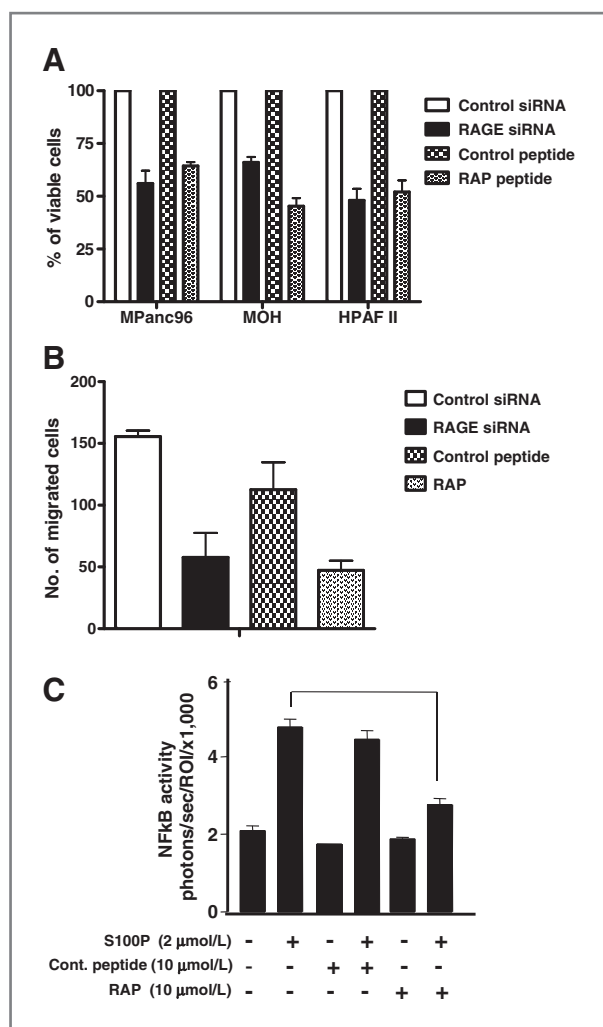 A
100
75
50
25
0
% of viable cells
MPanc96 MOH HPAF II
Control siRNA
RAGE siRNA
Control peptide
RAP peptide
B
200
150
100
50
0
No. of migrated cells
Control siRNA
RAGE siRNA
Control peptide
RAP
C
6
4
2
0
NFkB activity
photons/sec/ROI/x1,000
S100P (2 µmol/L) - + - + - +
Cont. peptide (10 µmol/L) - - + + - -
RAP (10 µmol/L) - - - - + +